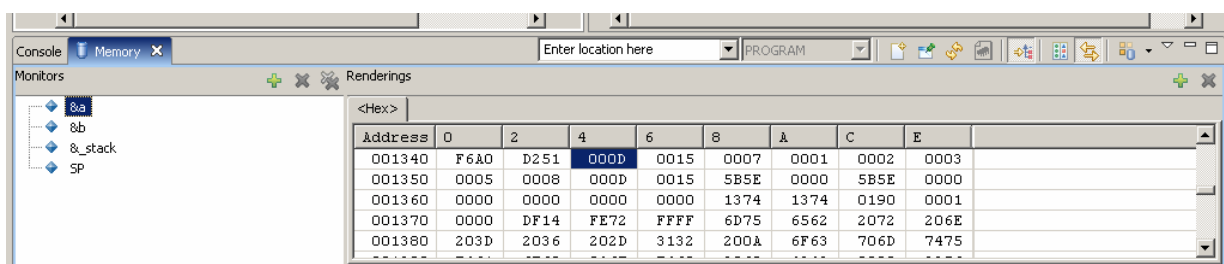 Console Memory Enter location here PROGRAM
Monitors Renderings
&a
&b
&_stack
SP
<Hex>
Address 0 2 4 6 8 A C E
001340 F6A0 D251 000D 0015 0007 0001 0002 0003
001350 0005 0008 000D 0015 5B5E 0000 5B5E 0000
001360 0000 0000 0000 0000 1374 1374 0190 0001
001370 0000 DF14 FE72 FFFF 6D75 6562 2072 206E
001380 203D 2036 202D 3132 200A 6F63 706D 7475